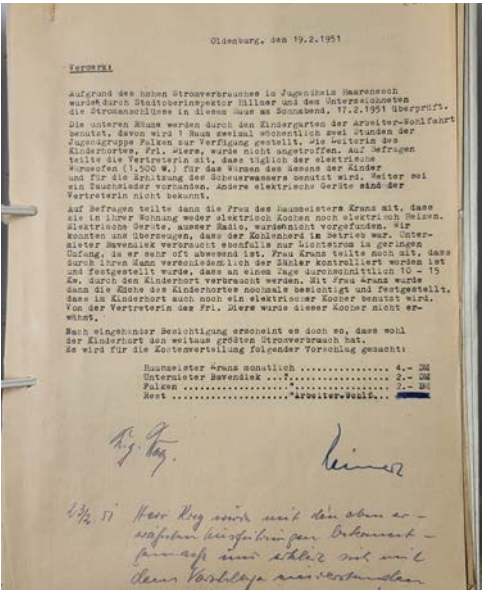 Oldenburg, den 19.2.1951
Vermerk:
Aufgrund des hohen Stromverbrauches im Jugendheim Haarenesch
wurden durch Stadtoberinspektor Hillmer und dem Unterzeichneten
die Stromanschlüsse in diesem Haus am Sonnabend, 17.2.1951 überprüft.
Die unteren Räume werden durch den Kindergarten der Arbeiter-Wohlfahrt
benutzt, davon wird 1 Raum zweimal wöchentlich zwei Stunden der
Jugendgruppe Falken zur Verfügung gestellt. Die Leiterin des
Kinderhortes, Frl. Diers, wurde nicht angetroffen. Auf Befragen
teilte die Vertreterin mit, dass täglich der elektrische
Wärmeofen (1.500 W.) für das Wärmen des Essens der Kinder
und für die Erhitzung des Scheuerwassers benutzt wird. Weiter sei
ein Tauchsieder vorhanden. Andere elektrische Geräte sind der
Vertreterin nicht bekannt.
Auf Befragen teilte dann die Frau des Hausmeisters Kranz mit, dass
sie in ihrer Wohnung weder elektrisch Kochen noch elektrisch Heizen.
Elektrische Geräte, ausser Radio, wurden nicht vorgefunden. Wir
konnten uns überzeugen, dass der Kohlenherd in Betrieb war. Unter-
mieter Bavendiek verbraucht ebenfalls nur Lichtstrom in geringen
Umfang, da er sehr oft abwesend ist. Frau Kranz teilte noch mit, dass
durch ihren Mann verschiedentlich der Zähler kontrolliert worden ist
und festgestellt wurde, dass an einem Tage durchschnittlich 10 - 15
Kw. durch den Kinderhort verbraucht werden. Mit Frau Kranz wurde
dann die Küche des Kinderhortes nochmals besichtigt und festgestellt,
dass im Kinderhort auch noch ein elektrischer Kocher benutzt wird.
Von der Vertreterin des Frl. Diers wurde dieser Kocher nicht er-
wähnt.
Nach eingehender Besichtigung erscheint es doch so, dass wohl
der Kinderhort den weitaus größten Stromverbrauch hat.
Es wird für die Kostenverteilung folgender Vorschlag gemacht:
Hausmeister Kranz monatlich ............... 4.- DM
Untermieter Bavendiek ..." ............... 2.- DM
Falken ................." ............... 2.- DM
Rest ..................."Arbeiter-Wohlf..
Reiners
Herr Krog wurde mit den oben er-
wähnten Ausführungen bekannt-
gemacht und erklärt sich mit
dem Vorschlage einverstanden